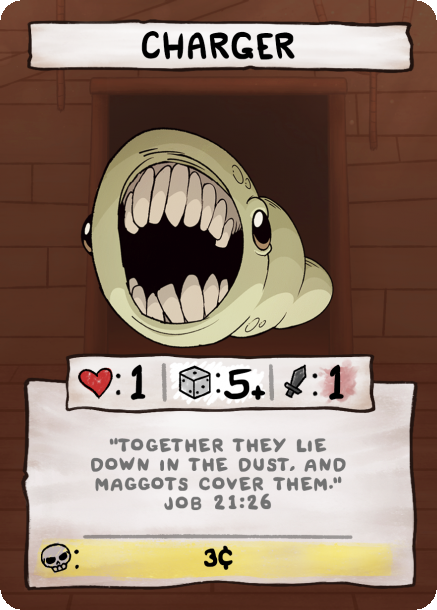 CHARGER
:1 :5+ :1
"TOGETHER THEY LIE
DOWN IN THE DUST, AND
MAGGOTS COVER THEM."
JOB 21:26
: 3¢